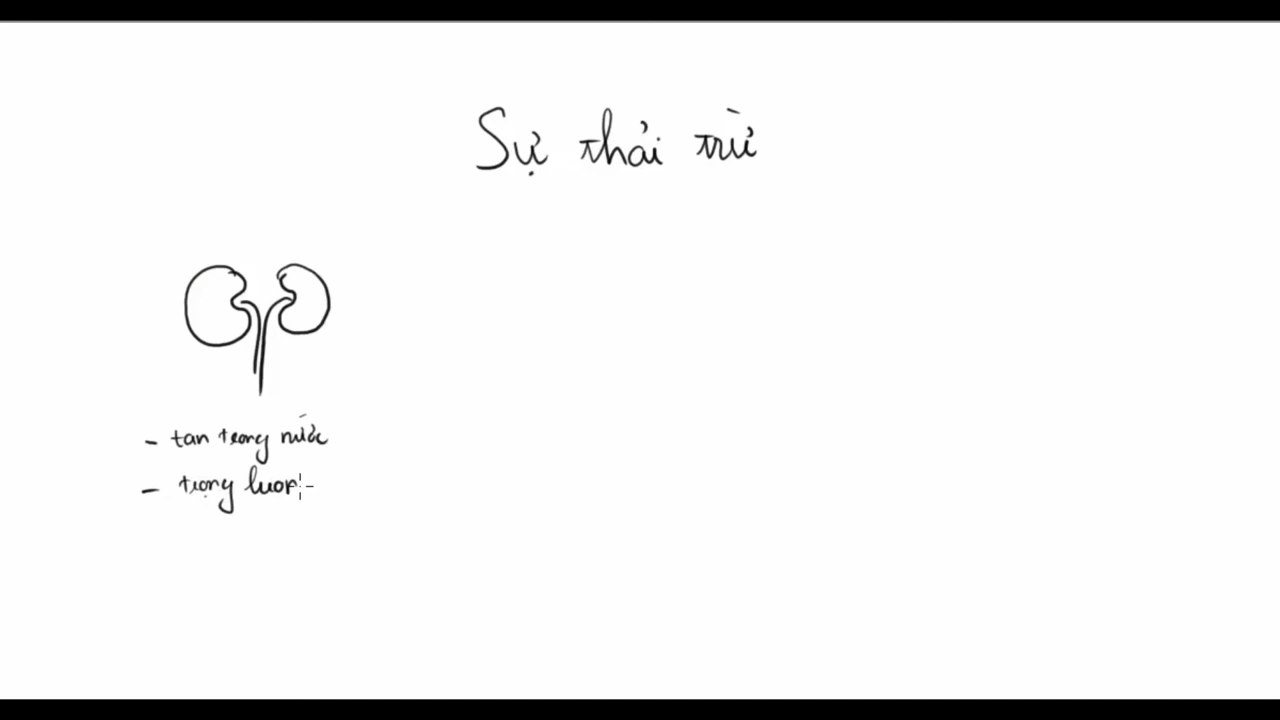 Sự thải trừ
- tan trong nước
- trọng lượn